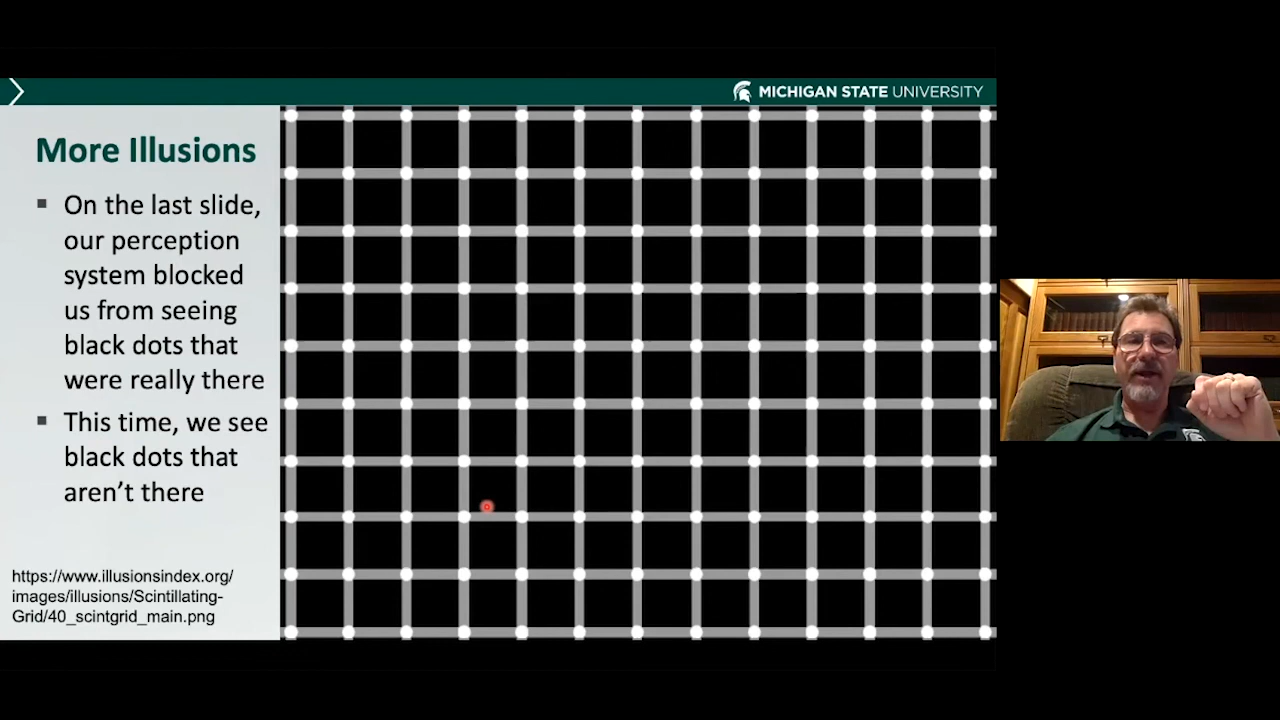 MICHIGAN STATE UNIVERSITY
More Illusions
▪ On the last slide,
our perception
system blocked
us from seeing
black dots that
were really there
▪ This time, we see
black dots that
aren’t there
https://www.illusionsindex.org/
images/illusions/Scintillating-
Grid/40_scintgrid_main.png